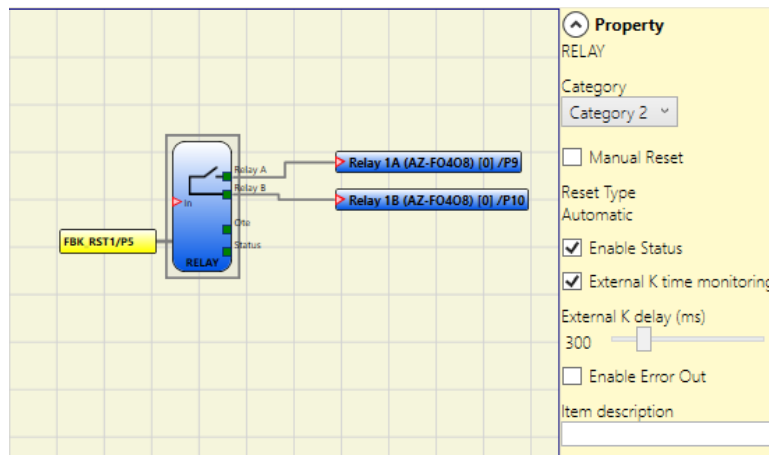 Property
RELAY
Category
Category 2
Manual Reset
Reset Type
Automatic
Enable Status
External K time monitoring
External K delay (ms)
300
Enable Error Out
Item description
Relay A
Relay B
In
Ote
Status
RELAY
FBK_RST1/P5
Relay 1A (AZ-FO4O8) [0] /P9
Relay 1B (AZ-FO4O8) [0] /P10